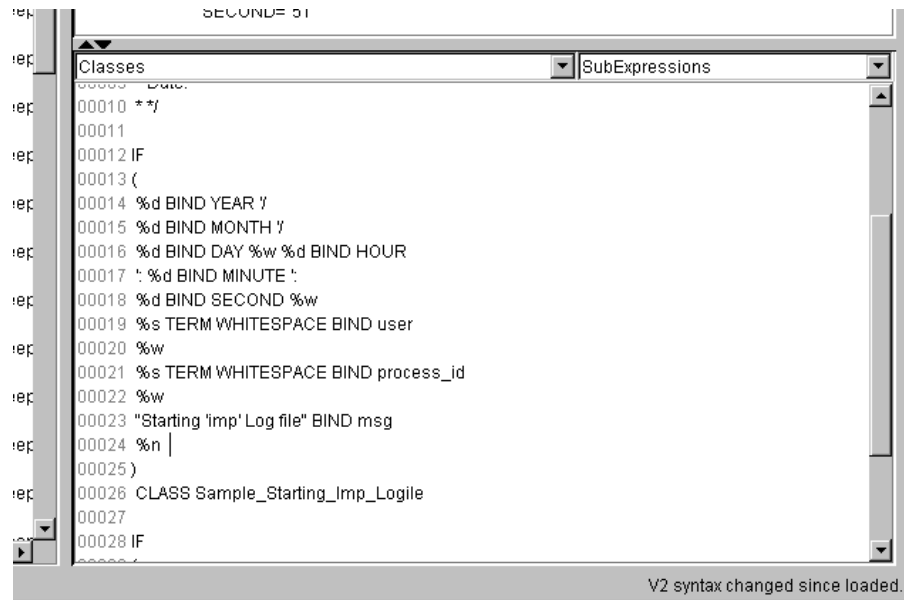 SECOND= 51
Classes
SubExpressions
Date:
00010 * */
00011
00012 IF
00013 (
00014 %d BIND YEAR '/
00015 %d BIND MONTH '/
00016 %d BIND DAY %w %d BIND HOUR
00017 ': %d BIND MINUTE ':
00018 %d BIND SECOND %w
00019 %s TERM WHITESPACE BIND user
00020 %w
00021 %s TERM WHITESPACE BIND process_id
00022 %w
00023 "Starting 'imp' Log file" BIND msg
00024 %n
00025 )
00026 CLASS Sample_Starting_Imp_Logile
00027
00028 IF
V2 syntax changed since loaded.